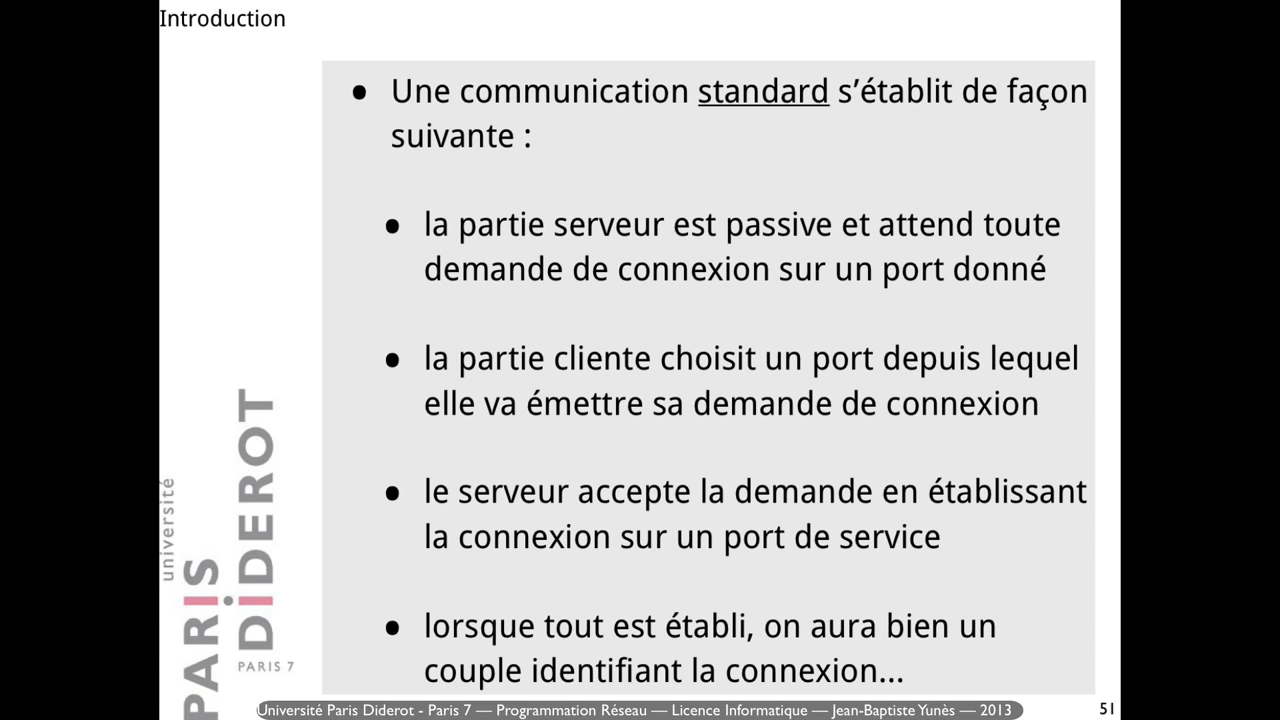 Introduction
• Une communication standard s’établit de façon
suivante :
• la partie serveur est passive et attend toute
demande de connexion sur un port donné
• la partie cliente choisit un port depuis lequel
elle va émettre sa demande de connexion
• le serveur accepte la demande en établissant
la connexion sur un port de service
• lorsque tout est établi, on aura bien un
couple identifiant la connexion...
université
PARIS
DiDEROT
PARIS 7
Université Paris Diderot - Paris 7 — Programmation Réseau — Licence Informatique — Jean-Baptiste Yunès — 2013
51